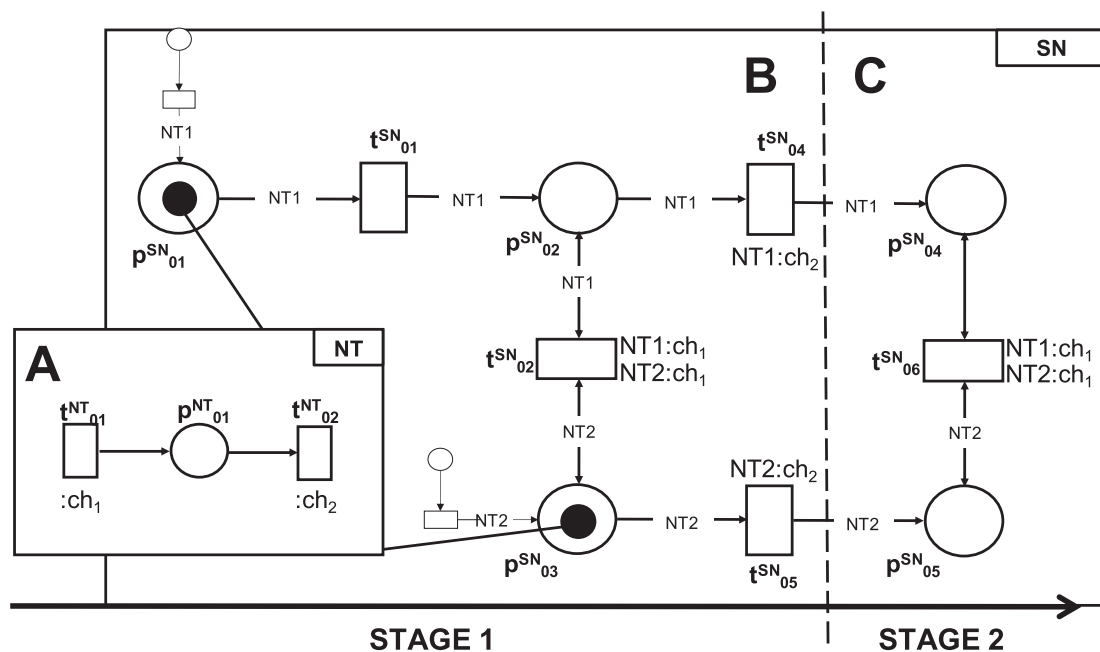 SN
B C
NT1
t^SN_01
t^SN_04
NT1
NT1
NT1
NT1
p^SN_01
p^SN_02
NT1:ch₂
p^SN_04
NT1
NT
A
t^SN_02
NT1:ch₁
NT2:ch₁
t^SN_06
NT1:ch₁
NT2:ch₁
t^NT_01
p^NT_01
t^NT_02
:ch₁
:ch₂
NT2
NT2
NT2:ch₂
NT2
NT2
NT2
p^SN_03
t^SN_05
p^SN_05
STAGE 1
STAGE 2